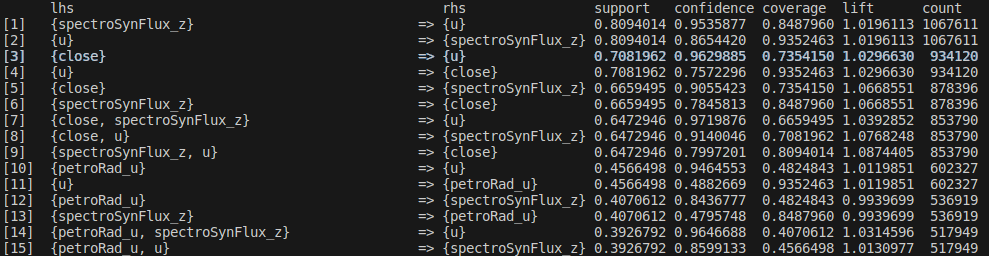 lhs rhs support confidence coverage lift count
[1] {spectroSynFlux_z} => {u} 0.8094014 0.9535877 0.8487960 1.0196113 1067611
[2] {u} => {spectroSynFlux_z} 0.8094014 0.8654420 0.9352463 1.0196113 1067611
[3] {close} => {u} 0.7081962 0.9629885 0.7354150 1.0296630 934120
[4] {u} => {close} 0.7081962 0.7572296 0.9352463 1.0296630 934120
[5] {close} => {spectroSynFlux_z} 0.6659495 0.9055423 0.7354150 1.0668551 878396
[6] {spectroSynFlux_z} => {close} 0.6659495 0.7845813 0.8487960 1.0668551 878396
[7] {close, spectroSynFlux_z} => {u} 0.6472946 0.9719876 0.6659495 1.0392852 853790
[8] {close, u} => {spectroSynFlux_z} 0.6472946 0.9140046 0.7081962 1.0768248 853790
[9] {spectroSynFlux_z, u} => {close} 0.6472946 0.7997201 0.8094014 1.0874405 853790
[10] {petroRad_u} => {u} 0.4566498 0.9464553 0.4824843 1.0119851 602327
[11] {u} => {petroRad_u} 0.4566498 0.4882669 0.9352463 1.0119851 602327
[12] {petroRad_u} => {spectroSynFlux_z} 0.4070612 0.8436777 0.4824843 0.9939699 536919
[13] {spectroSynFlux_z} => {petroRad_u} 0.4070612 0.4795748 0.8487960 0.9939699 536919
[14] {petroRad_u, spectroSynFlux_z} => {u} 0.3926792 0.9646688 0.4070612 1.0314596 517949
[15] {petroRad_u, u} => {spectroSynFlux_z} 0.3926792 0.8599133 0.4566498 1.0130977 517949